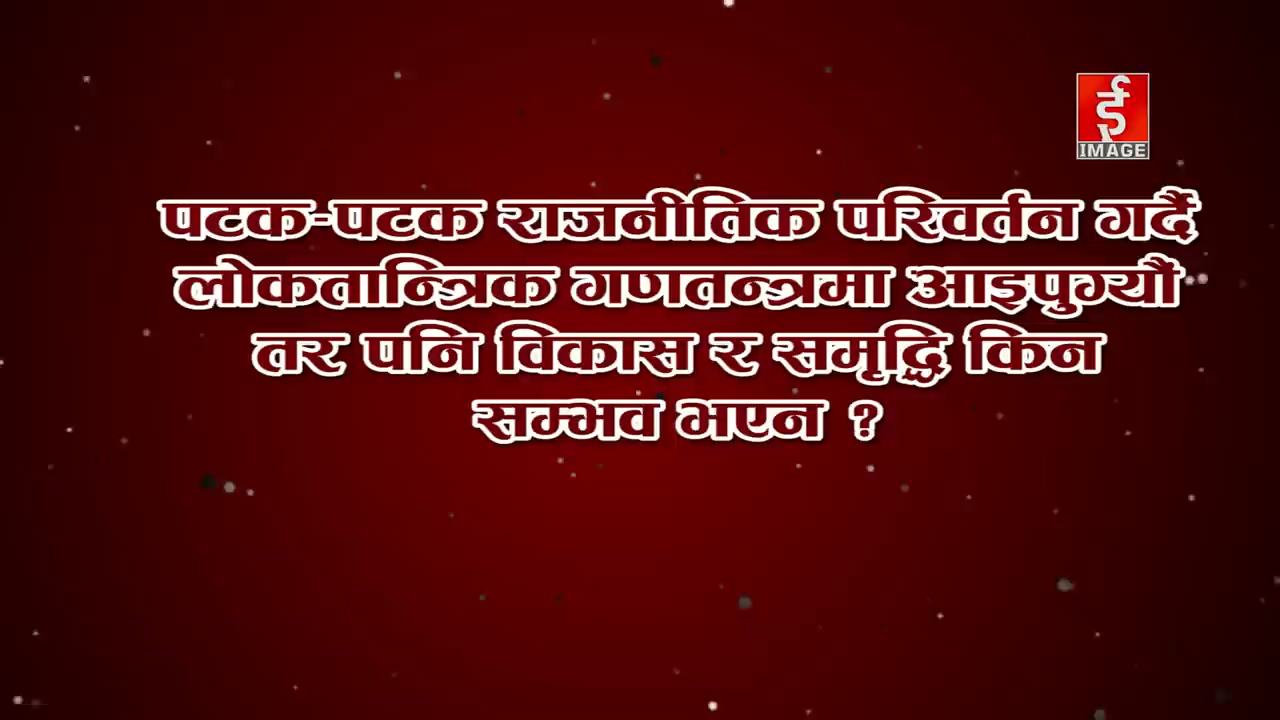 ई
IMAGE
पटक-पटक राजनीतिक परिवर्तन गर्दै
लोकतान्त्रिक गणतन्त्रमा आइपुग्यौं
तर पनि विकास र समृद्धि किन
सम्भव भएन ?